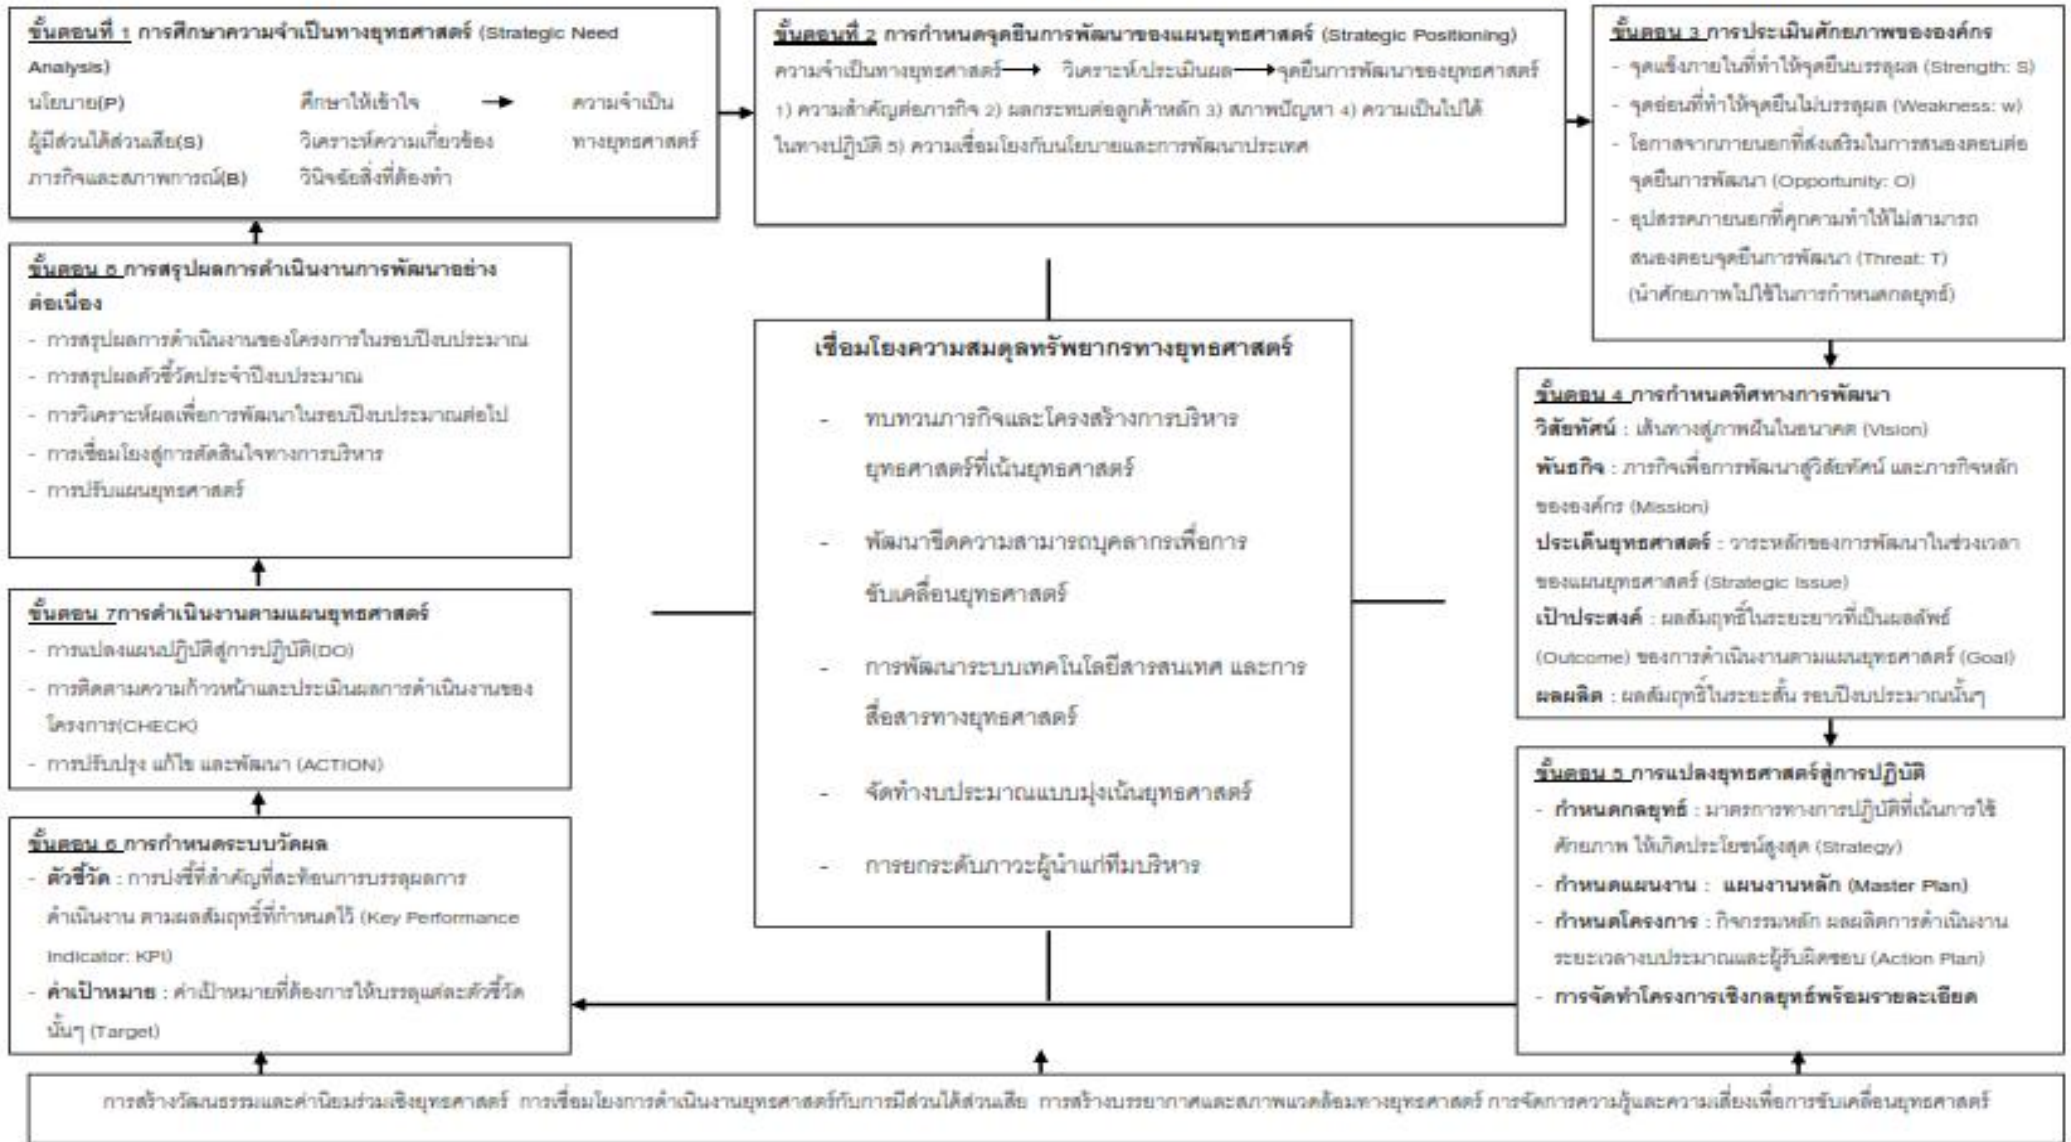 ขั้นตอนที่ 1 การศึกษาความจำเป็นทางยุทธศาสตร์ (Strategic Need
Analysis)
นโยบาย(P) ศึกษาให้เข้าใจ → ความจำเป็น
ผู้มีส่วนได้ส่วนเสีย(S) วิเคราะห์ความเกี่ยวข้อง ทางยุทธศาสตร์
ภารกิจและสภาพการณ์(B) วินิจฉัยสิ่งที่ต้องทำ
ขั้นตอนที่ 2 การกำหนดจุดยืนการพัฒนาของแผนยุทธศาสตร์ (Strategic Positioning)
ความจำเป็นทางยุทธศาสตร์→ วิเคราะห์/ประเมินผล→จุดยืนการพัฒนาของยุทธศาสตร์
1) ความสำคัญต่อภารกิจ 2) ผลกระทบต่อลูกค้าหลัก 3) สภาพปัญหา 4) ความเป็นไปได้
ในทางปฏิบัติ 5) ความเชื่อมโยงกับนโยบายและการพัฒนาประเทศ
ขั้นตอน 3 การประเมินศักยภาพขององค์กร
- จุดแข็งภายในที่ทำให้จุดยืนบรรลุผล (Strength: S)
- จุดอ่อนที่ทำให้จุดยืนไม่บรรลุผล (Weakness: w)
- โอกาสจากภายนอกที่ส่งเสริมในการสนองตอบต่อ
จุดยืนการพัฒนา (Opportunity: O)
- อุปสรรคภายนอกที่คุกคามทำให้ไม่สามารถ
สนองตอบจุดยืนการพัฒนา (Threat: T)
(นำศักยภาพไปใช้ในการกำหนดกลยุทธ์)
ขั้นตอน 4 การกำหนดทิศทางการพัฒนา
วิสัยทัศน์ : เส้นทางสู่ภาพฝันในอนาคต (Vision)
พันธกิจ : ภารกิจเพื่อการพัฒนาสู่วิสัยทัศน์ และภารกิจหลัก
ขององค์กร (Mission)
ประเด็นยุทธศาสตร์ : วาระหลักของการพัฒนาในช่วงเวลา
ของแผนยุทธศาสตร์ (Strategic Issue)
เป้าประสงค์ : ผลสัมฤทธิ์ในระยะยาวที่เป็นผลลัพธ์
(Outcome) ของการดำเนินงานตามแผนยุทธศาสตร์ (Goal)
ผลผลิต : ผลสัมฤทธิ์ในระยะสั้น รอบปีงบประมาณนั้นๆ
ขั้นตอน 5 การแปลงยุทธศาสตร์สู่การปฏิบัติ
- กำหนดกลยุทธ์ : มาตรการทางการปฏิบัติที่เน้นการใช้
ศักยภาพ ให้เกิดประโยชน์สูงสุด (Strategy)
- กำหนดแผนงาน : แผนงานหลัก (Master Plan)
- กำหนดโครงการ : กิจกรรมหลัก ผลผลิตการดำเนินงาน
ระยะเวลางบประมาณและผู้รับผิดชอบ (Action Plan)
- การจัดทำโครงการเชิงกลยุทธ์พร้อมรายละเอียด
ขั้นตอน 6 การกำหนดระบบวัดผล
- ตัวชี้วัด : การบ่งชี้ที่สำคัญที่สะท้อนการบรรลุผลการ
ดำเนินงาน ตามผลสัมฤทธิ์ที่กำหนดไว้ (Key Performance
Indicator: KPI)
- ค่าเป้าหมาย : ค่าเป้าหมายที่ต้องการให้บรรลุแต่ละตัวชี้วัด
นั้นๆ (Target)
ขั้นตอน 7การดำเนินงานตามแผนยุทธศาสตร์
- การแปลงแผนปฏิบัติสู่การปฏิบัติ(DO)
- การติดตามความก้าวหน้าและประเมินผลการดำเนินงานของ
โครงการ(CHECK)
- การปรับปรุง แก้ไข และพัฒนา (ACTION)
ขั้นตอน 8 การสรุปผลการดำเนินงานการพัฒนาอย่าง
ต่อเนื่อง
- การสรุปผลการดำเนินงานของโครงการในรอบปีงบประมาณ
- การสรุปผลตัวชี้วัดประจำปีงบประมาณ
- การวิเคราะห์ผลเพื่อการพัฒนาในรอบปีงบประมาณต่อไป
- การเชื่อมโยงสู่การตัดสินใจทางการบริหาร
- การปรับแผนยุทธศาสตร์
เชื่อมโยงความสมดุลทรัพยากรทางยุทธศาสตร์
- ทบทวนภารกิจและโครงสร้างการบริหาร
ยุทธศาสตร์ที่เน้นยุทธศาสตร์
- พัฒนาขีดความสามารถบุคลากรเพื่อการ
ขับเคลื่อนยุทธศาสตร์
- การพัฒนาระบบเทคโนโลยีสารสนเทศ และการ
สื่อสารทางยุทธศาสตร์
- จัดทำงบประมาณแบบมุ่งเน้นยุทธศาสตร์
- การยกระดับภาวะผู้นำแก่ทีมบริหาร
การสร้างวัฒนธรรมและค่านิยมร่วมเชิงยุทธศาสตร์ การเชื่อมโยงการดำเนินงานยุทธศาสตร์กับการมีส่วนได้ส่วนเสีย การสร้างบรรยากาศและสภาพแวดล้อมทางยุทธศาสตร์ การจัดการความรู้และความเสี่ยงเพื่อการขับเคลื่อนยุทธศาสตร์